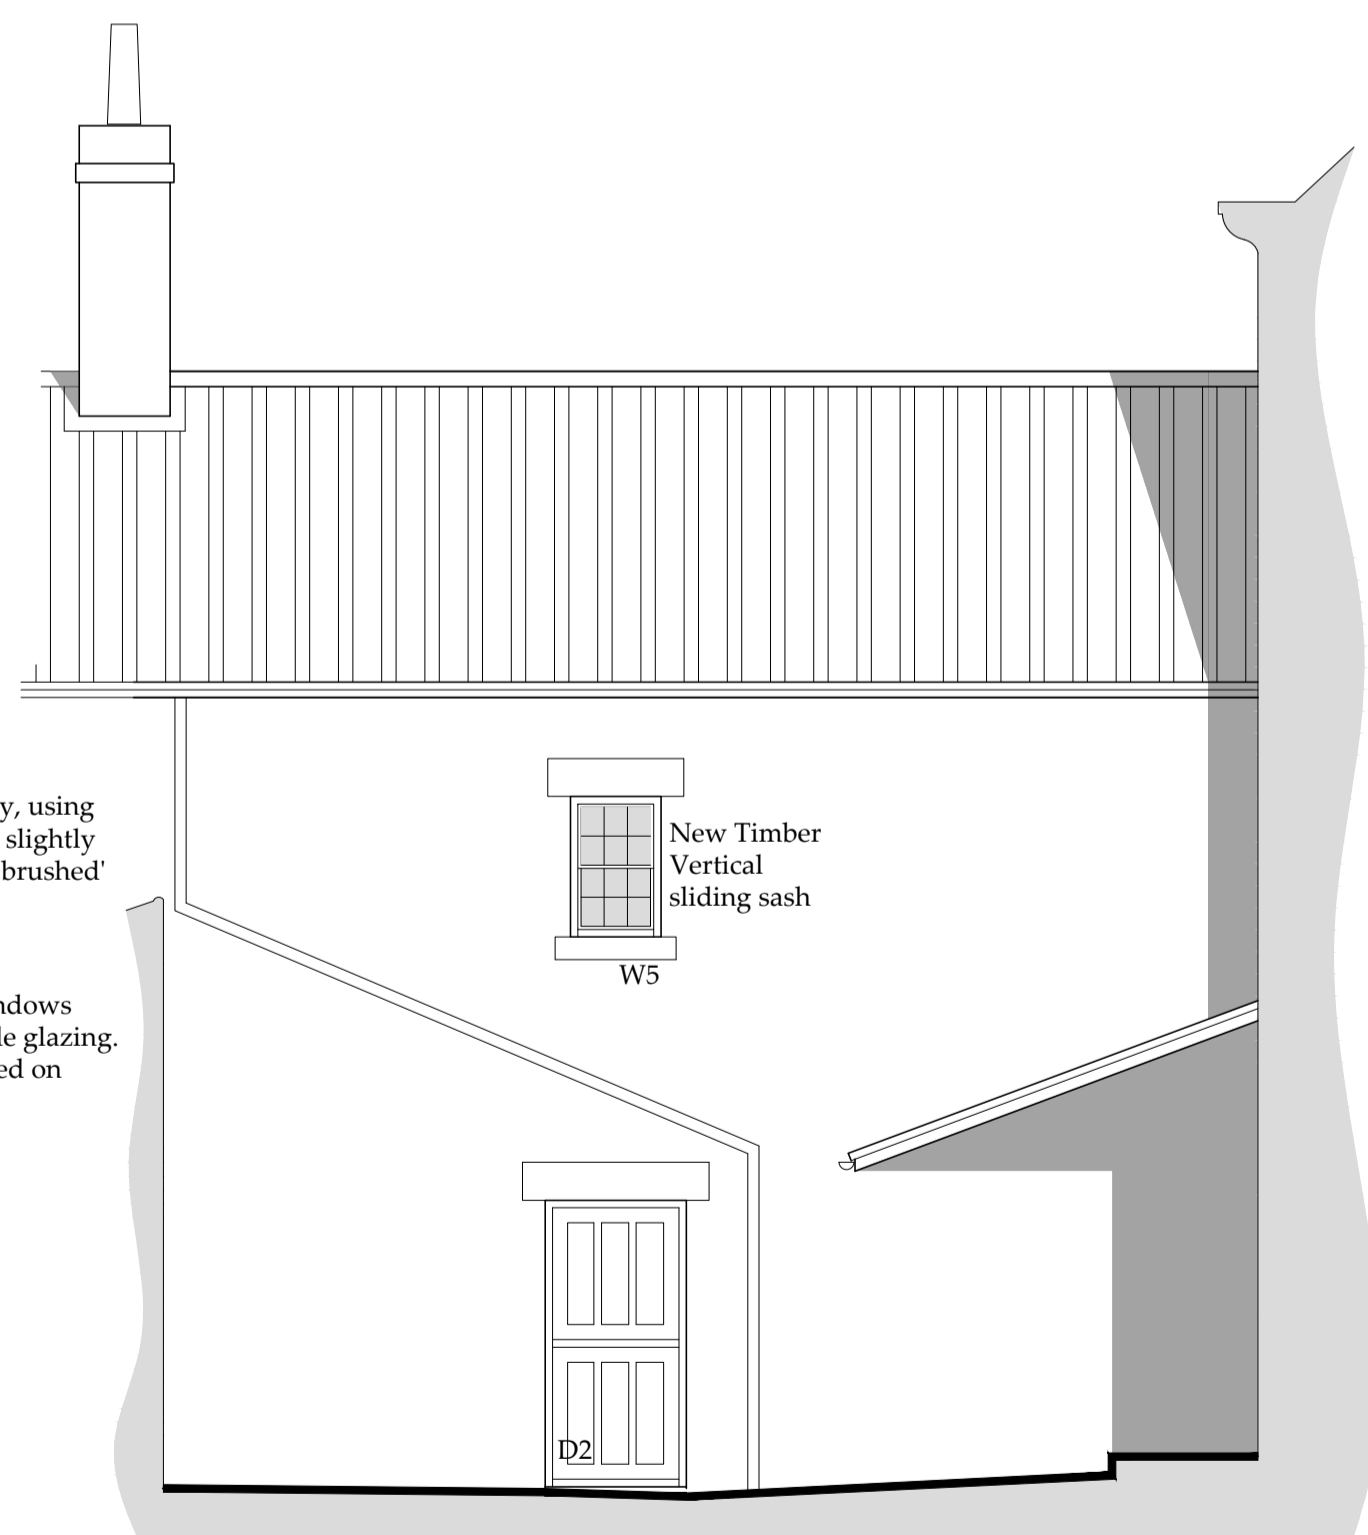 y, using
slightly
brushed'
New Timber
Vertical
sliding sash
W5
ndows
le glazing.
ed on
D2